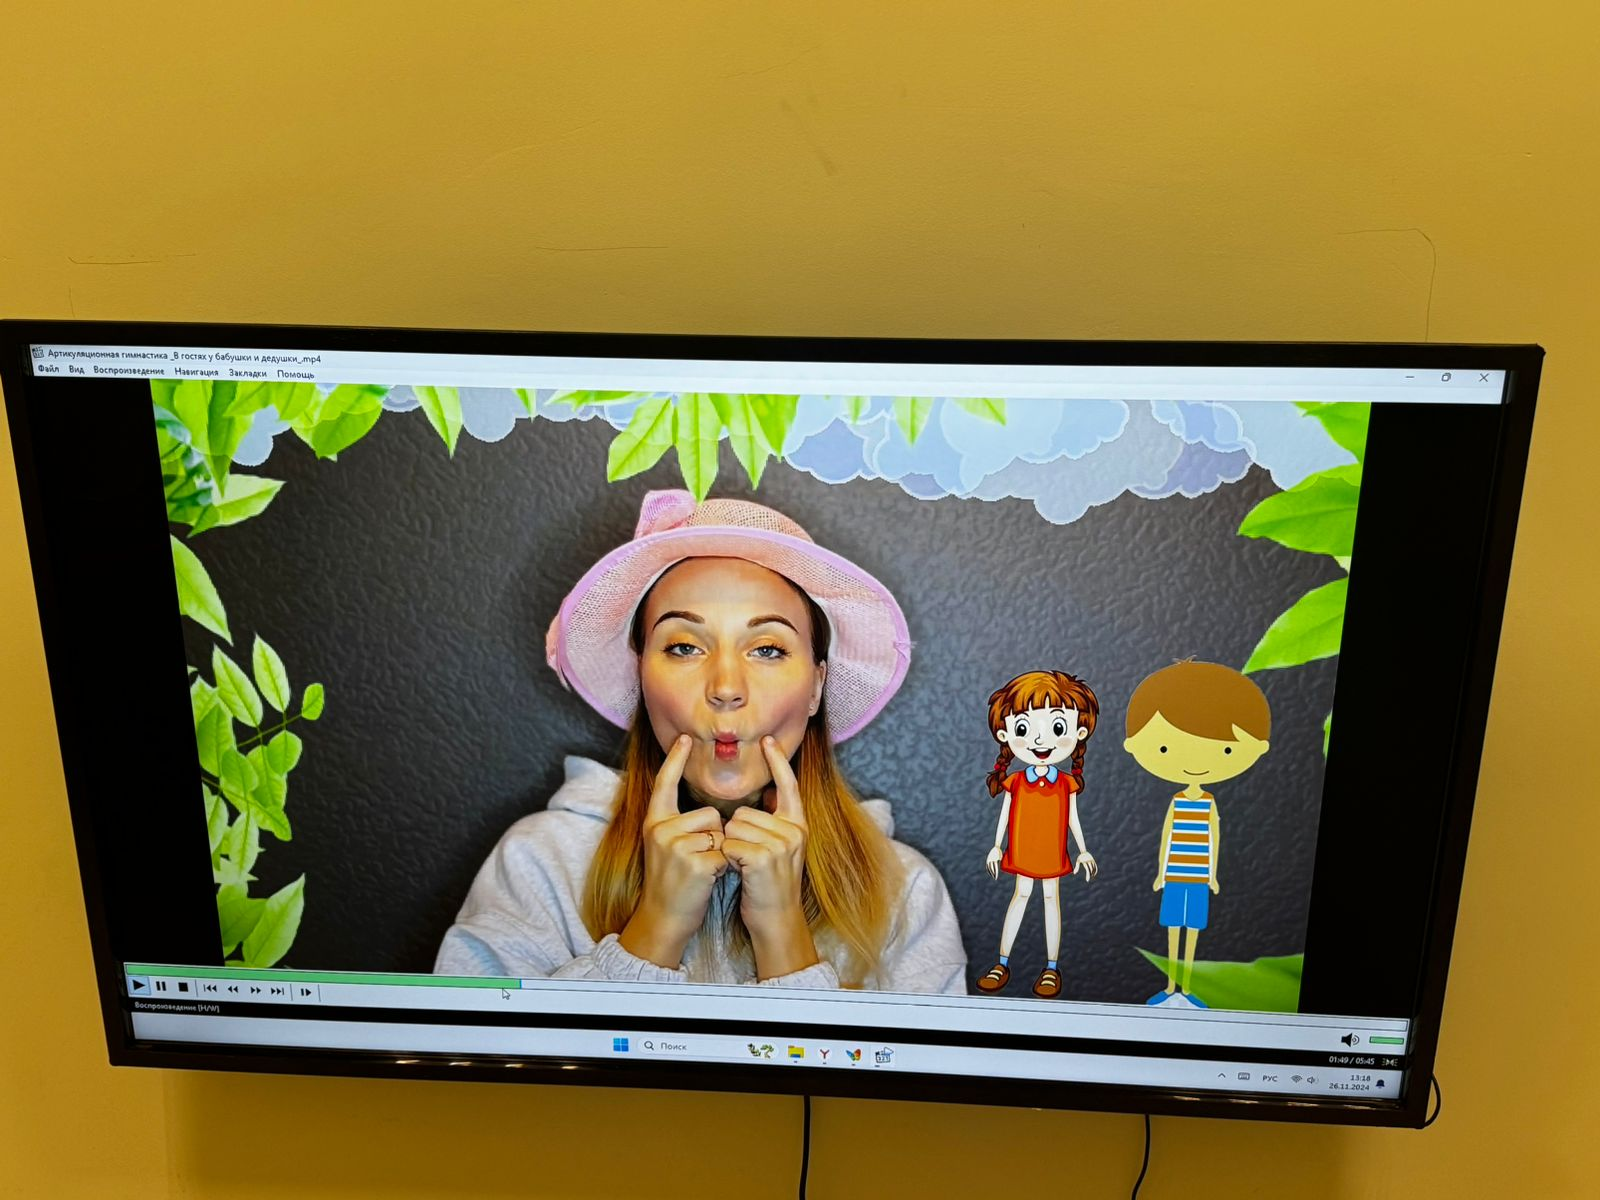 Артикуляционная гимнастика _В гостях у бабушки и дедушки_.mp4
Файл Вид Воспроизведение Навигация Закладки Помощь
Воспроизведение [H/W]
01:49 / 05:45
Поиск
РУС
13:18
26.11.2024